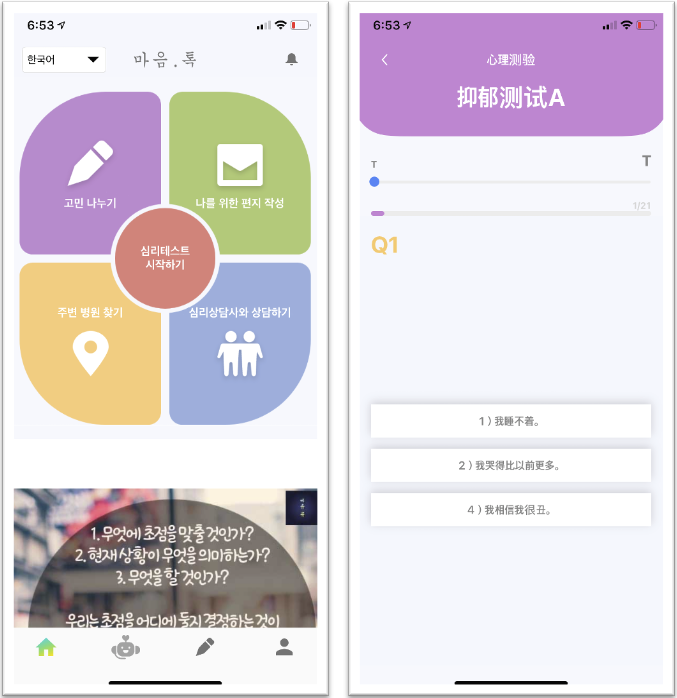 6:53
한국어
마음.톡
고민 나누기
나를 위한 편지 작성
심리테스트
시작하기
주변 병원 찾기
심리상담사와 상담하기
1. 무엇에 초점을 맞출 것인가?
2. 현재 상황이 무엇을 의미하는가?
3. 무엇을 할 것인가?
우리는 초점을 어디에 둘지 결정하는 것이
6:53
心理测验
抑郁测试A
T
T
1/21
Q1
1 ) 我睡不着。
2 ) 我哭得比以前更多。
4 ) 我相信我很丑。